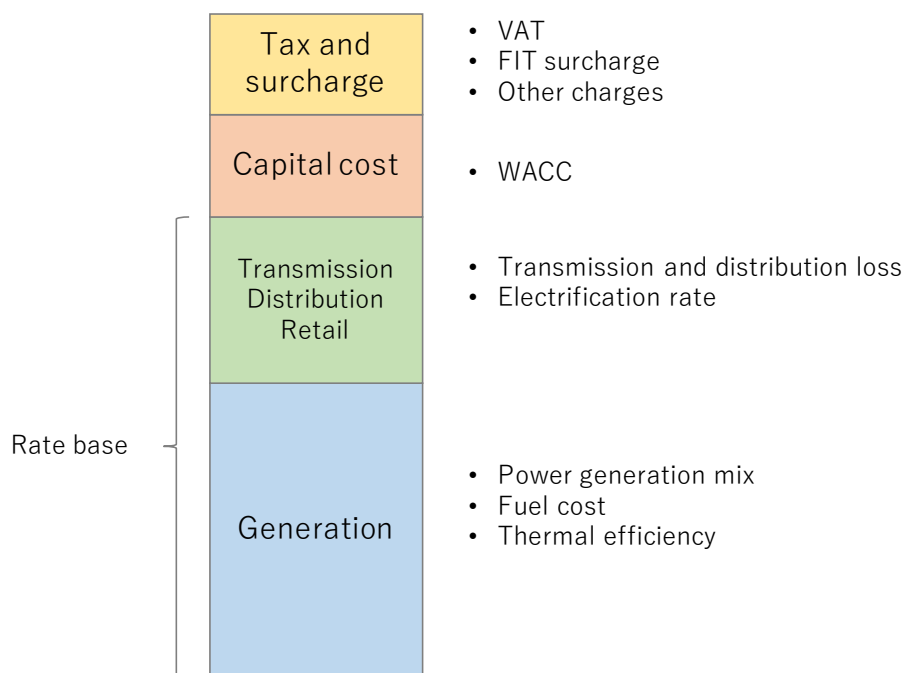 Tax and
surcharge
• VAT
• FIT surcharge
• Other charges
Capital cost
• WACC
Transmission
Distribution
Retail
• Transmission and distribution loss
• Electrification rate
Rate base
Generation
• Power generation mix
• Fuel cost
• Thermal efficiency